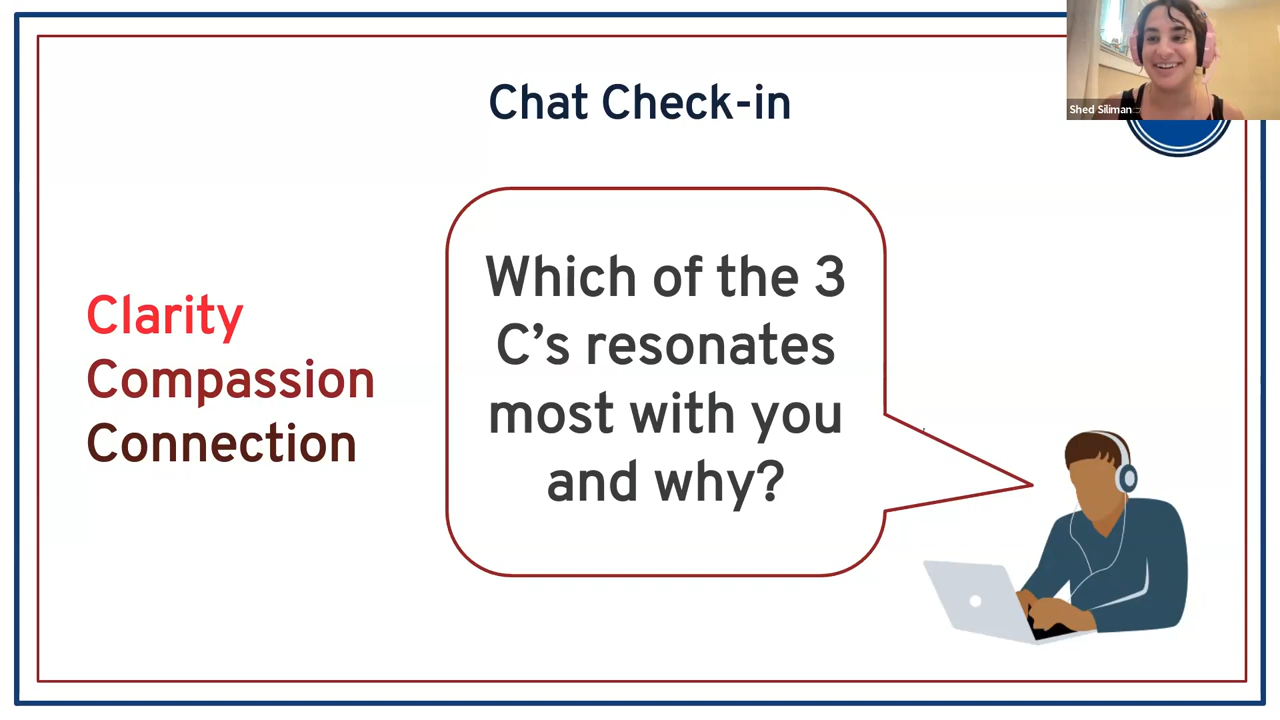 Chat Check-in
Shed Siliman
Clarity
Compassion
Connection
Which of the 3
C’s resonates
most with you
and why?